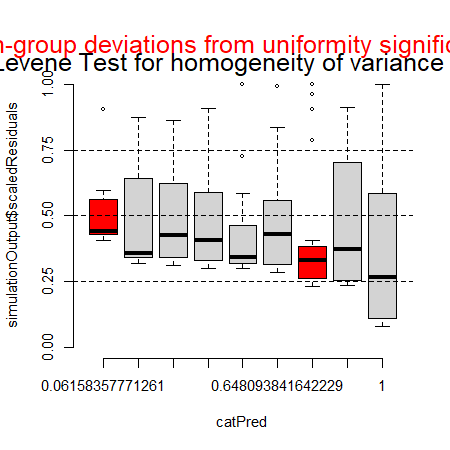 n-group deviations from uniformity signific
Levene Test for homogeneity of variance
simulationOutput$scaledResiduals
1.00
0.75
0.50
0.25
0.00
0.06158357771261
0.648093841642229
1
catPred